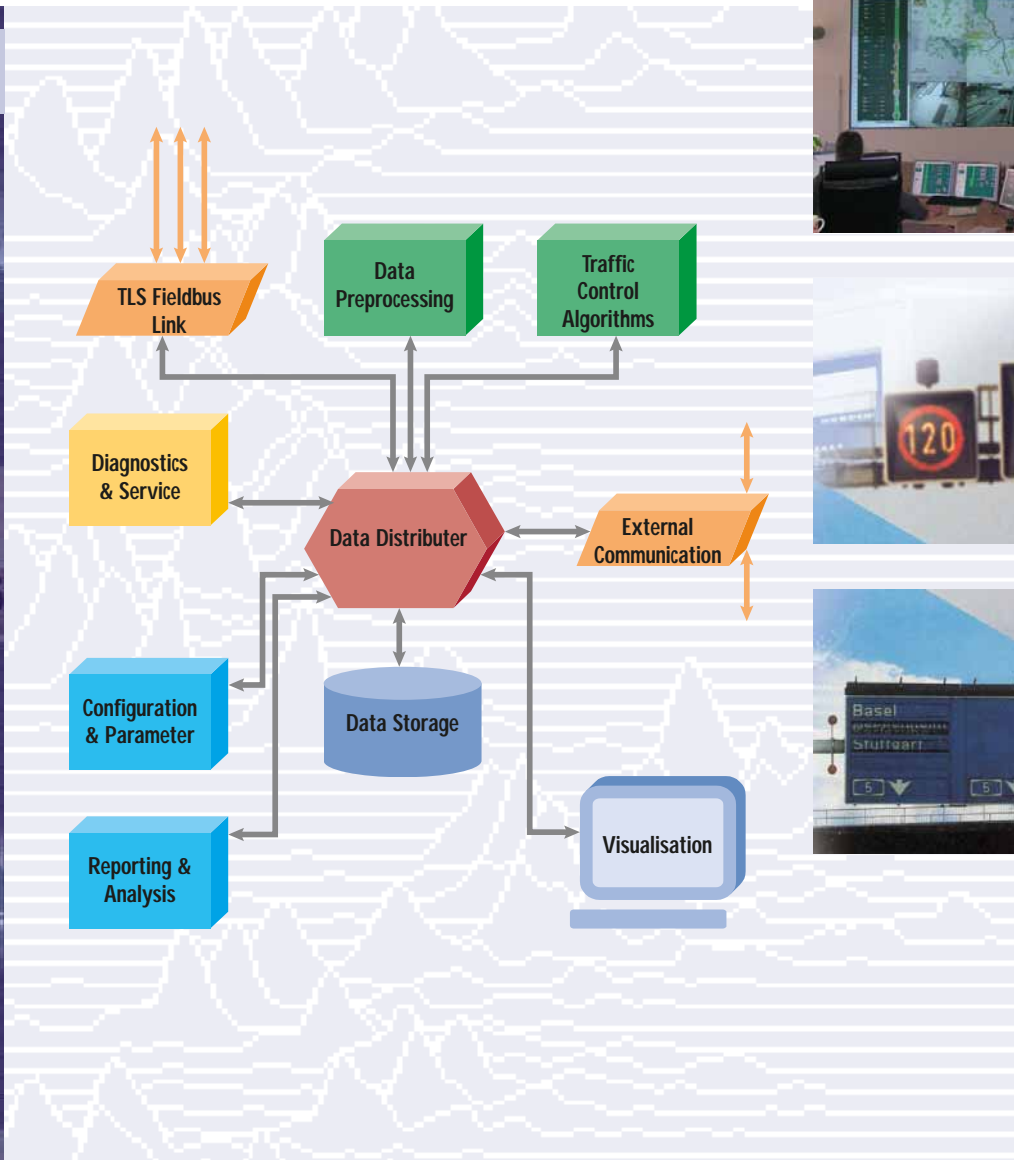 TLS Fieldbus
Link
Data
Preprocessing
Traffic
Control
Algorithms
Diagnostics
& Service
Data Distributer
External
Communication
120
Configuration
& Parameter
Data Storage
Basel
Stuttgart
5
5
Visualisation
Reporting &
Analysis